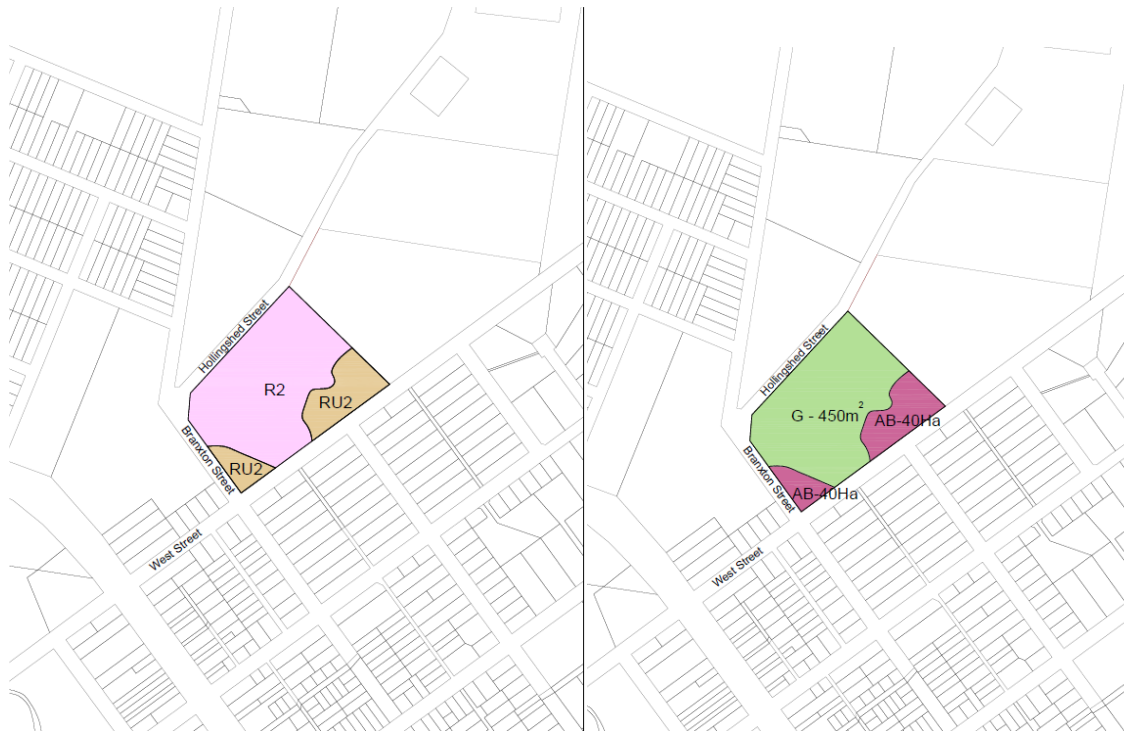 Hollingshed Street
R2
RU2
RU2
Branxton Street
West Street
Hollingshed Street
G - 450m²
AB-40Ha
AB-40Ha
Branxton Street
West Street